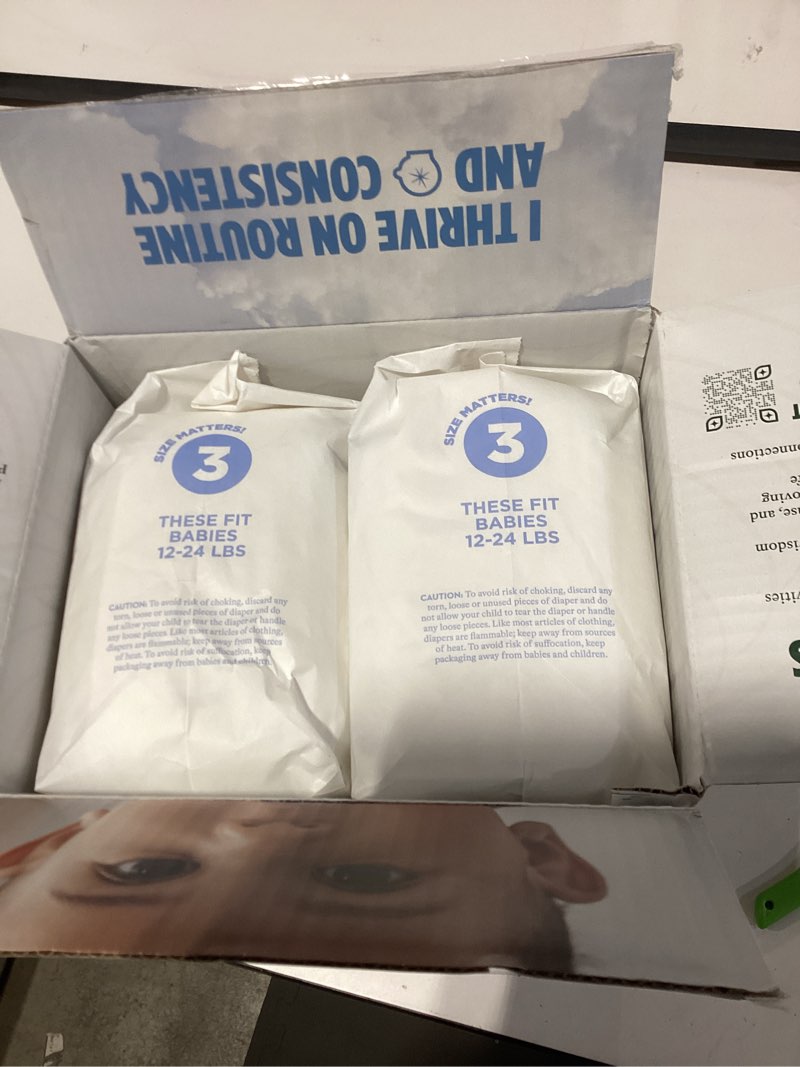 I THRIVE ON ROUTINE
AND CONSISTENCY
SIZE MATTERS!
3
THESE FIT
BABIES
12-24 LBS
CAUTION: To avoid risk of choking, discard any
torn, loose or unused pieces of diaper and do
not allow your child to tear the diaper or handle
any loose pieces. Like most articles of clothing,
diapers are flammable; keep away from sources
of heat. To avoid risk of suffocation, keep
packaging away from babies and children.
SIZE MATTERS!
3
THESE FIT
BABIES
12-24 LBS
CAUTION: To avoid risk of choking, discard any
torn, loose or unused pieces of diaper and do
not allow your child to tear the diaper or handle
any loose pieces. Like most articles of clothing,
diapers are flammable; keep away from sources
of heat. To avoid risk of suffocation, keep
packaging away from babies and children.
and